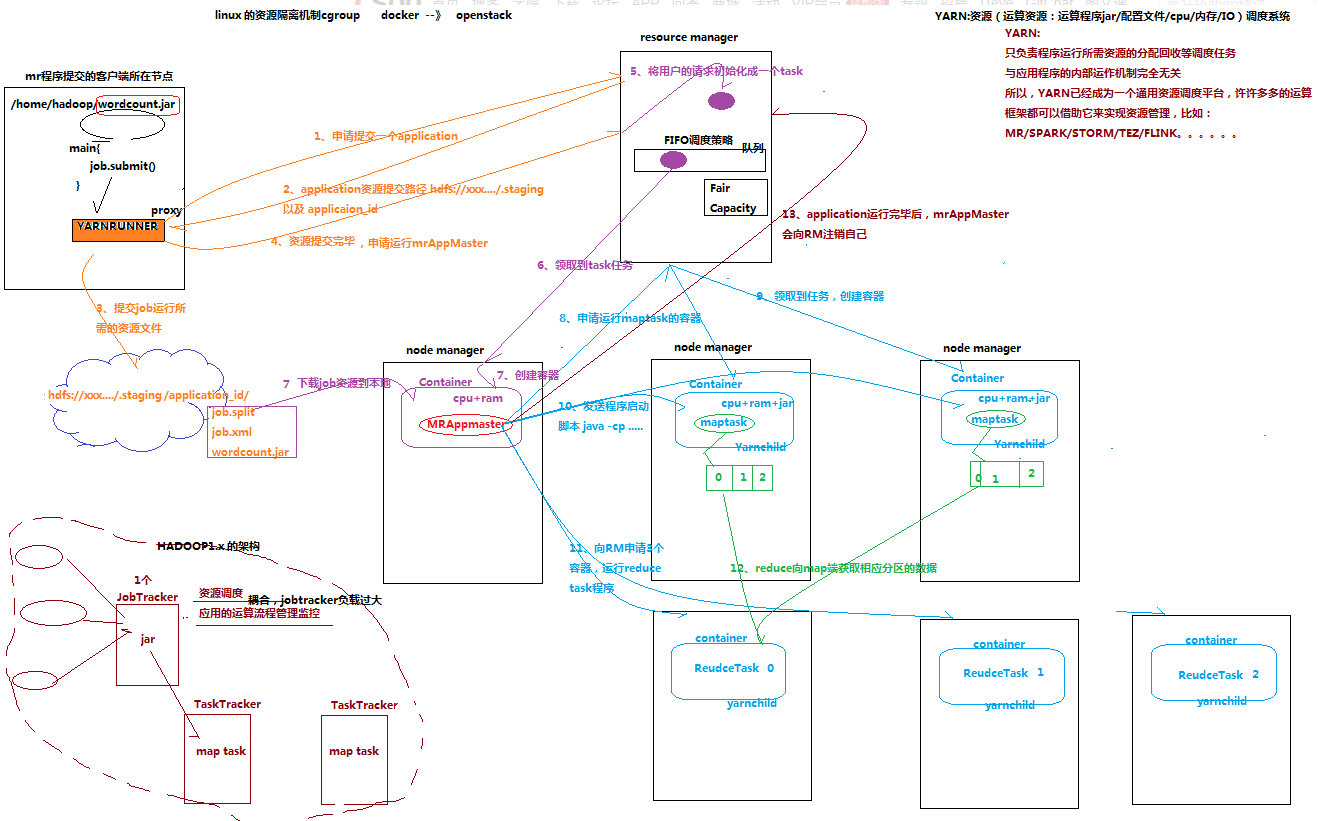 linux 的资源隔离机制cgroup docker --》 openstack
YARN:资源（运算资源：运算程序jar/配置文件/cpu/内存/IO）调度系统
YARN:
只负责程序运行所需资源的分配回收等调度任务
与应用程序的内部运作机制完全无关
所以，YARN已经成为一个通用资源调度平台，许许多多的运算
框架都可以借助它来实现资源管理，比如：
MR/SPARK/STORM/TEZ/FLINK。。。。。。
resource manager
5、将用户的请求初始化成一个task
FIFO调度策略
队列
Fair
Capacity
mr程序提交的客户端所在节点
/home/hadoop/wordcount.jar
main{
job.submit()
}
proxy
YARNRUNNER
1、申请提交一个application
2、application资源提交路径 hdfs://xxx..../.staging
以及 applicaion_id
4、资源提交完毕，申请运行mrAppMaster
13、application运行完毕后，mrAppMaster
会向RM注销自己
6、领取到task任务
3、提交job运行所
需的资源文件
8、申请运行maptask的容器
9、领取到任务，创建容器
hdfs://xxx..../.staging /application_id/
job.split
job.xml
wordcount.jar
7 下载job资源到本地
7、创建容器
node manager
Container
cpu+ram
MRAppmaster
10、发送程序启动
脚本 java -cp .....
node manager
Container
cpu+ram+jar
maptask
Yarnchild
0 1 2
node manager
Container
cpu+ram+jar
maptask
Yarnchild
0 1 2
11、向RM申请3个
容器，运行reduce
task程序
12、reduce向map端获取相应分区的数据
container
ReudceTask 0
yarnchild
container
ReudceTask 1
yarnchild
container
ReudceTask 2
yarnchild
HADOOP1.x 的架构
1个
JobTracker
jar
资源调度
应用的运算流程管理监控
耦合，jobtracker负载过大
TaskTracker
map task
TaskTracker
map task